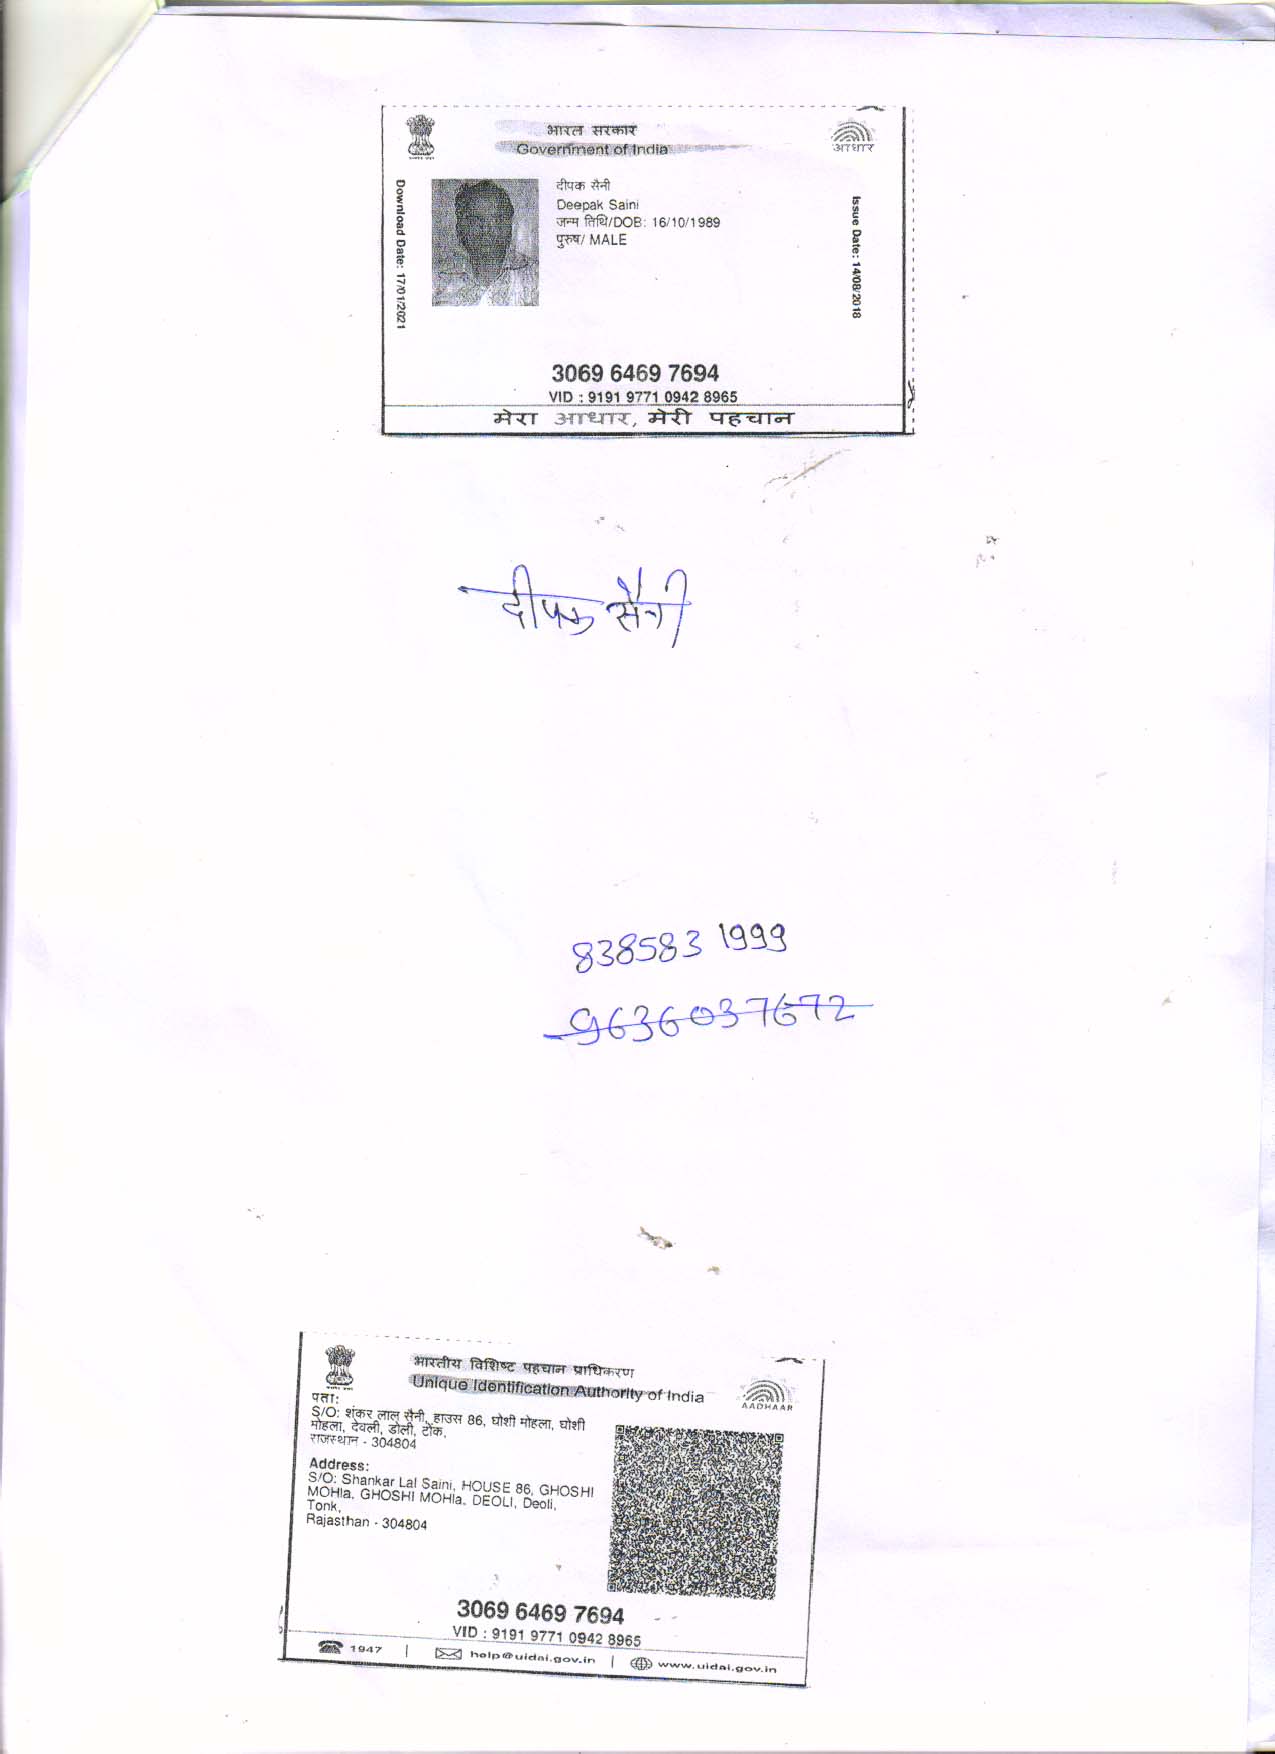 भारत सरकार
Government of India
आधार
Download Date: 17/01/2021
दीपक सैनी
Deepak Saini
जन्म तिथि/DOB: 16/10/1989
पुरुष/ MALE
Issue Date: 14/08/2018
3069 6469 7694
VID : 9191 9771 0942 8965
मेरा आधार, मेरी पहचान
दीपक सैनी
8385831999
9636037672
भारतीय विशिष्ट पहचान प्राधिकरण
Unique Identification Authority of India
AADHAAR
पता:
S/O: शंकर लाल सैनी, हाउस 86, घोशी मोहला, घोशी
मोहला, देवली, डोली, टोंक,
राजस्थान - 304804
Address:
S/O: Shankar Lal Saini, HOUSE 86, GHOSHI
MOHla, GHOSHI MOHla, DEOLI, Deoli,
Tonk,
Rajasthan - 304804
3069 6469 7694
VID : 9191 9771 0942 8965
1947 | help@uidai.gov.in | www.uidai.gov.in